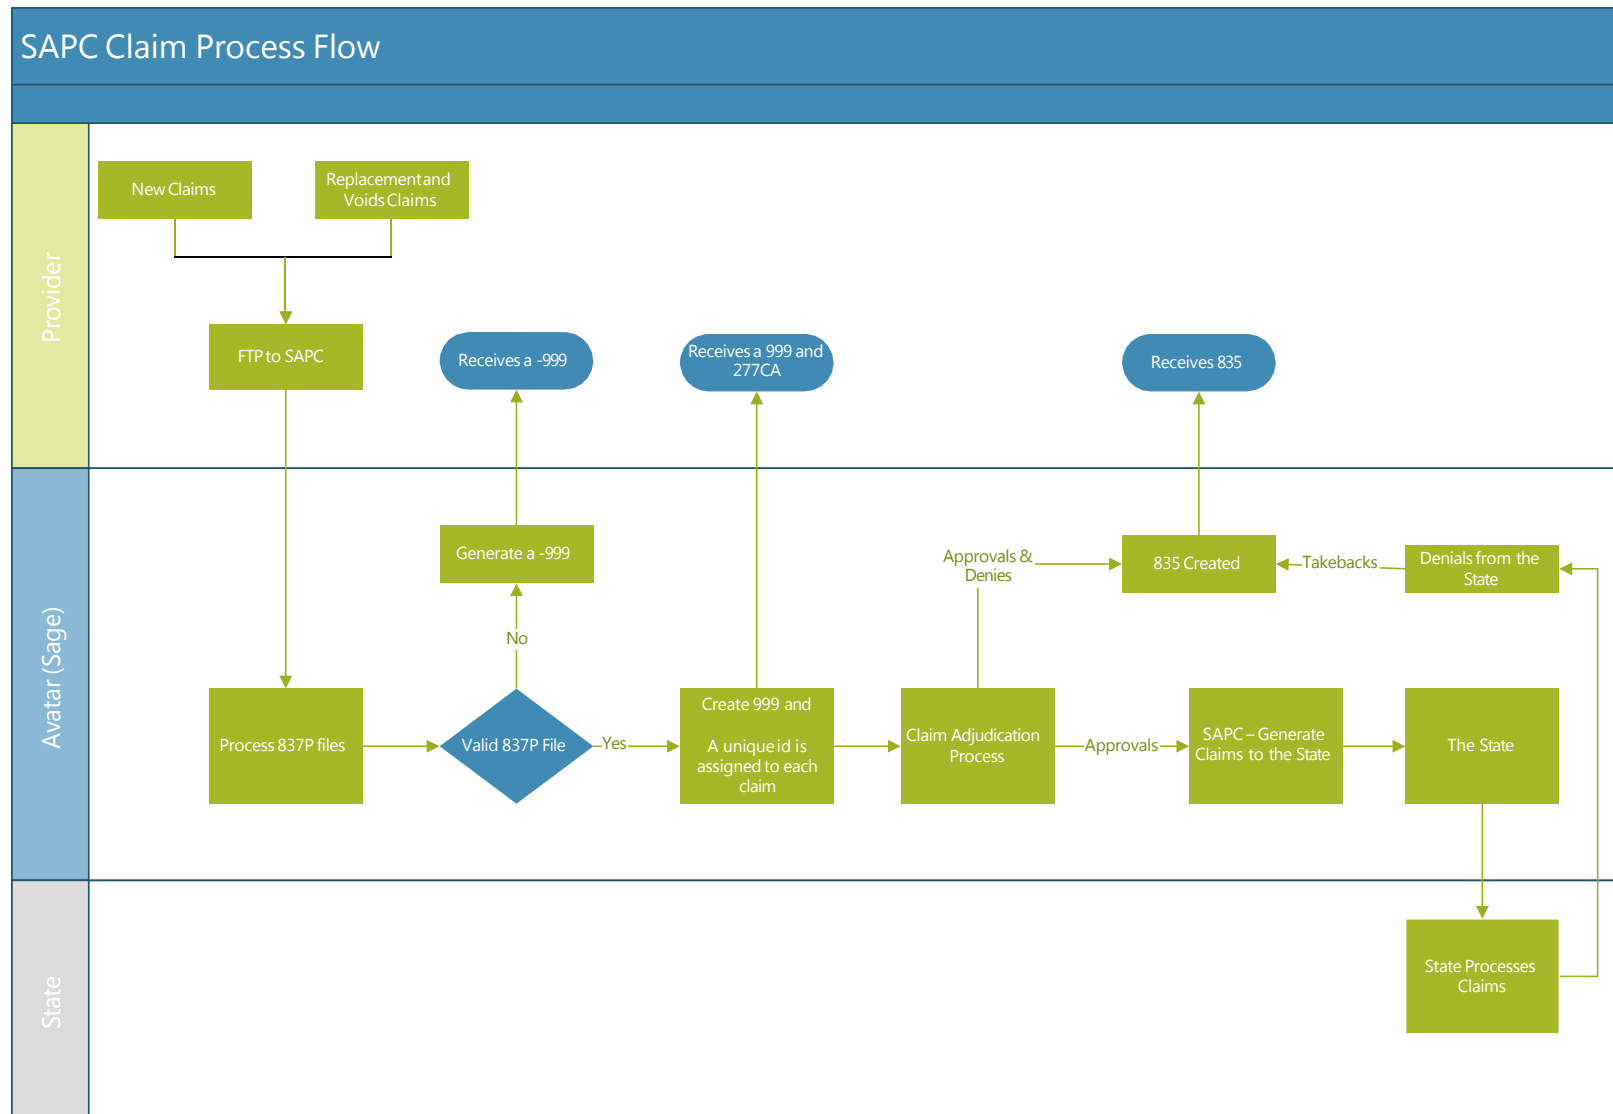 SAPC Claim Process Flow
Provider
New Claims
Replacement and
Voids Claims
FTP to SAPC
Receives a -999
Receives a 999 and
277CA
Receives 835
Avatar (Sage)
Generate a -999
No
Approvals &
Denies
835 Created
Takebacks
Denials from the
State
Process 837P files
Valid 837P File
Yes
Create 999 and
A unique id is
assigned to each
claim
Claim Adjudication
Process
Approvals
SAPC – Generate
Claims to the State
The State
State
State Processes
Claims